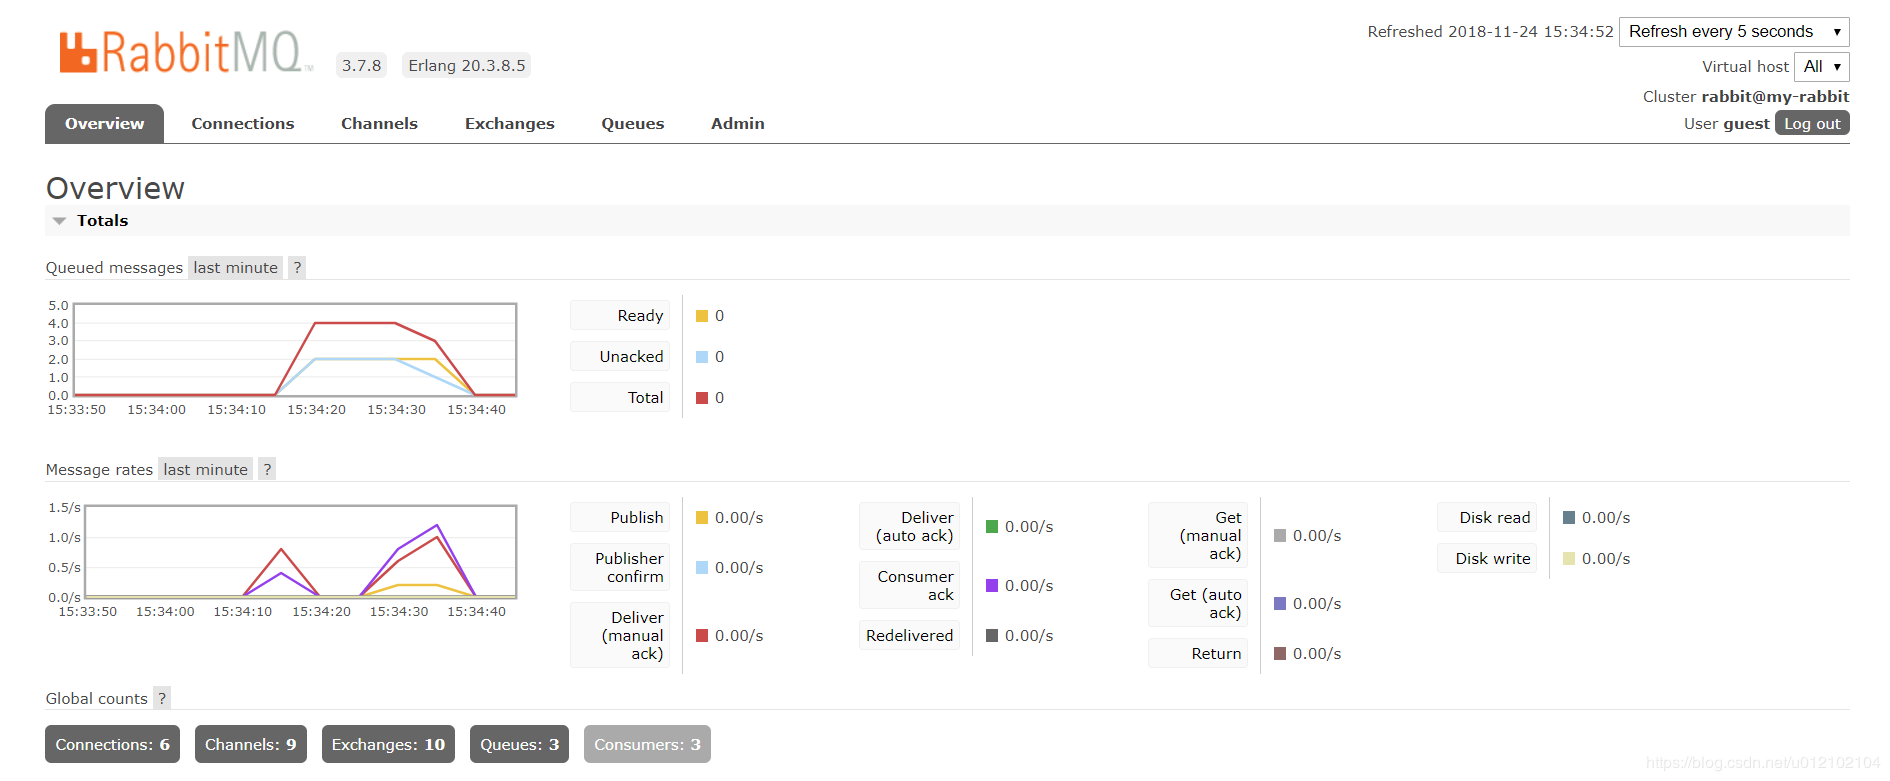 RabbitMQ TM 3.7.8 Erlang 20.3.8.5
Refreshed 2018-11-24 15:34:52 Refresh every 5 seconds
Virtual host All
Cluster rabbit@my-rabbit
User guest Log out
Overview Connections Channels Exchanges Queues Admin
Overview
Totals
Queued messages last minute ?
5.0
4.0
3.0
2.0
1.0
0.0
15:33:50 15:34:00 15:34:10 15:34:20 15:34:30 15:34:40
Ready 0
Unacked 0
Total 0
Message rates last minute ?
1.5/s
1.0/s
0.5/s
0.0/s
15:33:50 15:34:00 15:34:10 15:34:20 15:34:30 15:34:40
Publish 0.00/s
Publisher
confirm 0.00/s
Deliver
(manual
ack) 0.00/s
Deliver
(auto ack) 0.00/s
Consumer
ack 0.00/s
Redelivered 0.00/s
Get
(manual
ack) 0.00/s
Get (auto
ack) 0.00/s
Return 0.00/s
Disk read 0.00/s
Disk write 0.00/s
Global counts ?
Connections: 6 Channels: 9 Exchanges: 10 Queues: 3 Consumers: 3
https://blog.csdn.net/u012102104